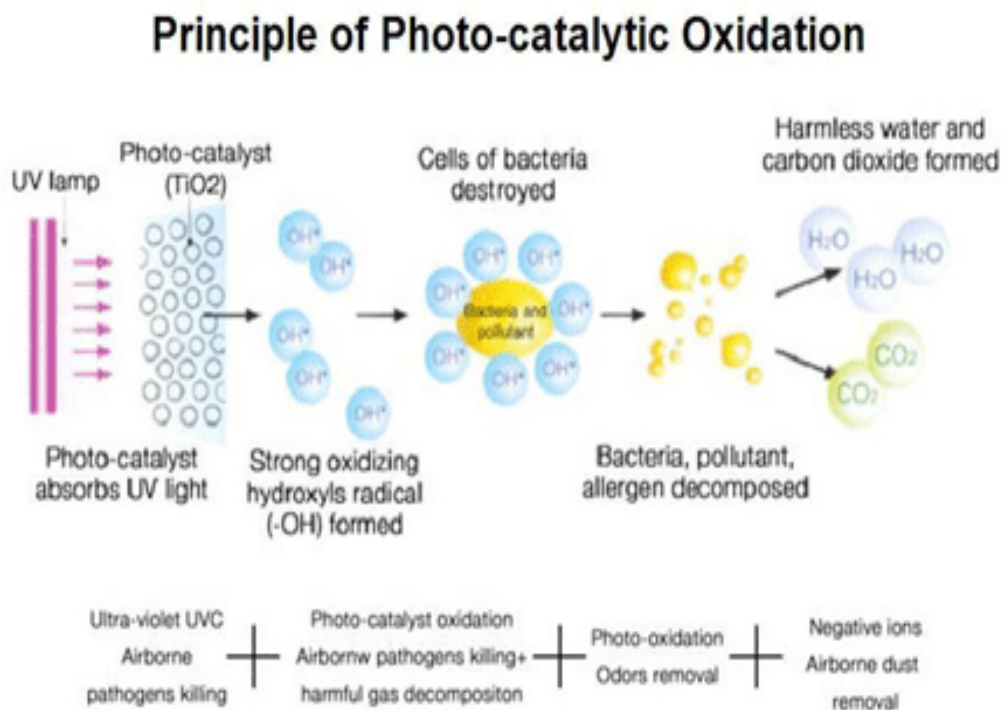 Principle of Photo-catalytic Oxidation
UV lamp
Photo-catalyst
(TiO2)
Cells of bacteria
destroyed
Harmless water and
carbon dioxide formed
OH*
OH*
OH*
OH*
OH*
OH*
OH*
OH*
OH*
OH*
OH*
OH*
OH*
Bacteria and
pollutant
H2O
H2O
H2O
CO2
CO2
Photo-catalyst
absorbs UV light
Strong oxidizing
hydroxyls radical
(-OH) formed
Bacteria, pollutant,
allergen decomposed
Ultra-violet UVC
Airborne
pathogens killing
Photo-catalyst oxidation
Airbornw pathogens killing+
harmful gas decompositon
Photo-oxidation
Odors removal
Negative ions
Airborne dust
removal